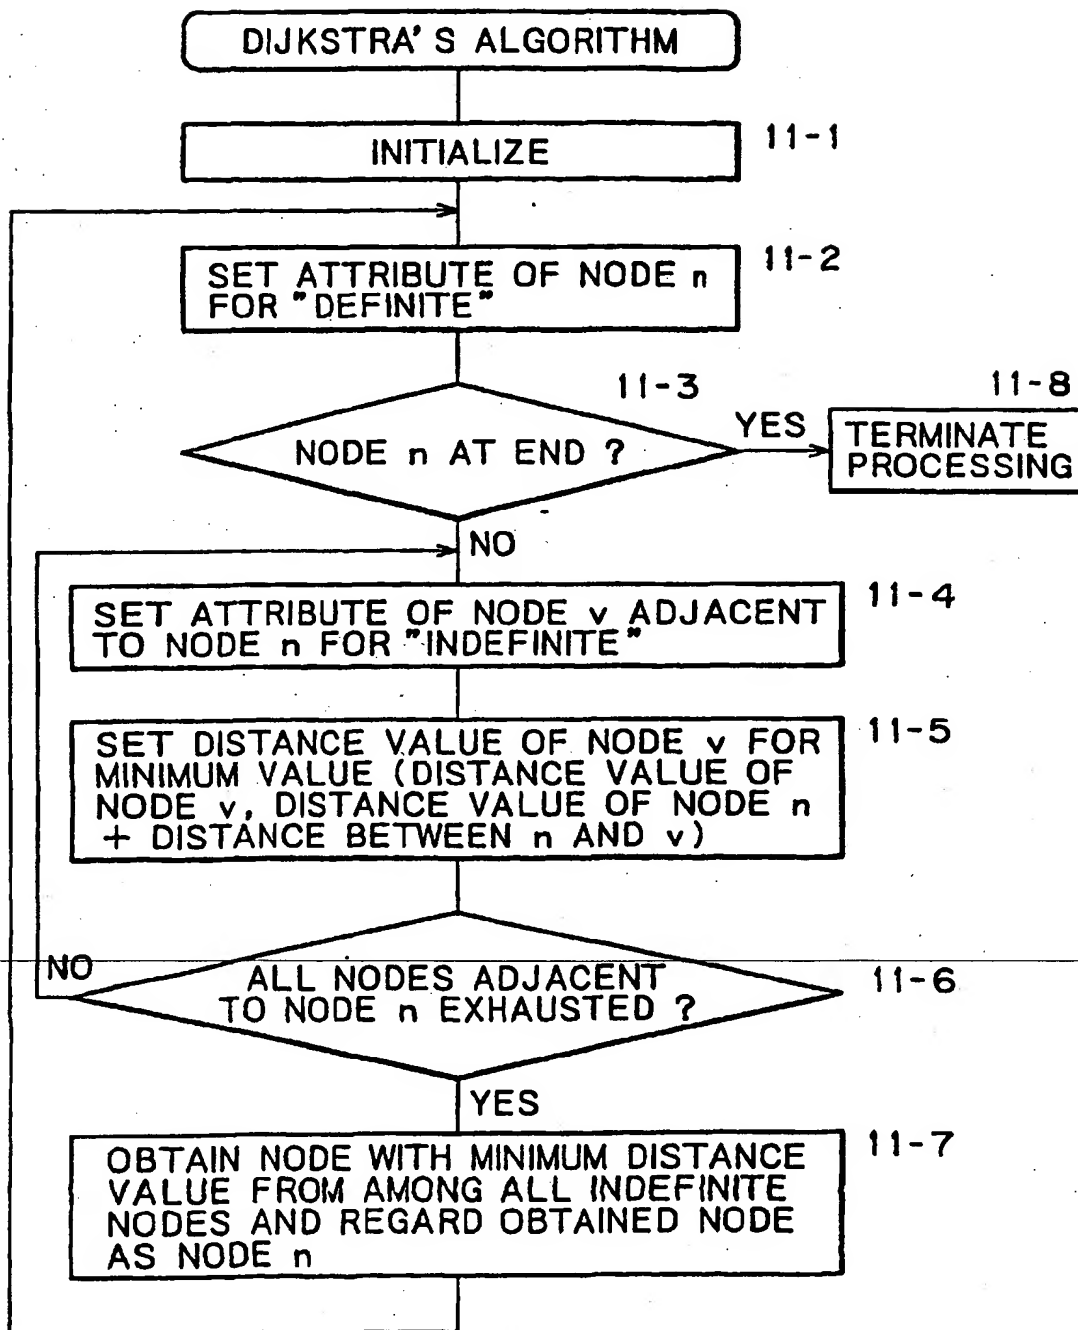 DIJKSTRA'S ALGORITHM
INITIALIZE
11-1
SET ATTRIBUTE OF NODE n
FOR "DEFINITE"
11-2
11-3
NODE n AT END ?
YES
11-8
TERMINATE
PROCESSING
NO
SET ATTRIBUTE OF NODE v ADJACENT
TO NODE n FOR "INDEFINITE"
11-4
SET DISTANCE VALUE OF NODE v FOR
MINIMUM VALUE (DISTANCE VALUE OF
NODE v, DISTANCE VALUE OF NODE n
+ DISTANCE BETWEEN n AND v)
11-5
NO
ALL NODES ADJACENT
TO NODE n EXHAUSTED ?
11-6
YES
OBTAIN NODE WITH MINIMUM DISTANCE
VALUE FROM AMONG ALL INDEFINITE
NODES AND REGARD OBTAINED NODE
AS NODE n
11-7